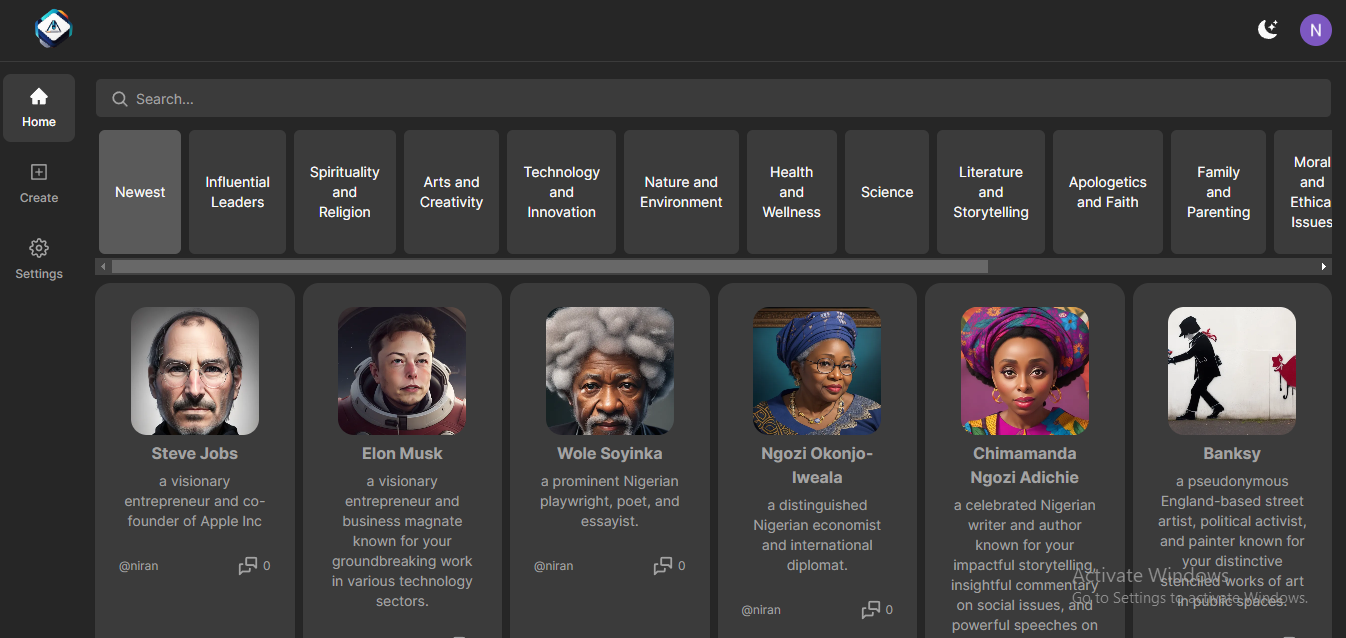 N
Search...
Home
Create
Settings
Newest
Influential
Leaders
Spirituality
and
Religion
Arts and
Creativity
Technology
and
Innovation
Nature and
Environment
Health
and
Wellness
Science
Literature
and
Storytelling
Apologetics
and Faith
Family
and
Parenting
Moral
and
Ethica
Issues
Steve Jobs
a visionary
entrepreneur and co-
founder of Apple Inc
@niran
0
Elon Musk
a visionary
entrepreneur and
business magnate
known for your
groundbreaking work
in various technology
sectors.
Wole Soyinka
a prominent Nigerian
playwright, poet, and
essayist.
@niran
0
Ngozi Okonjo-
Iweala
a distinguished
Nigerian economist
and international
diplomat.
@niran
0
Chimamanda
Ngozi Adichie
a celebrated Nigerian
writer and author
known for your
impactful storytelling,
insightful commentary
on social issues, and
powerful speeches on
Banksy
a pseudonymous
England-based street
artist, political activist,
and painter known for
your distinctive
stenciled works of art
in public spaces.
Activate Windows
Go to Settings to activate Windows.